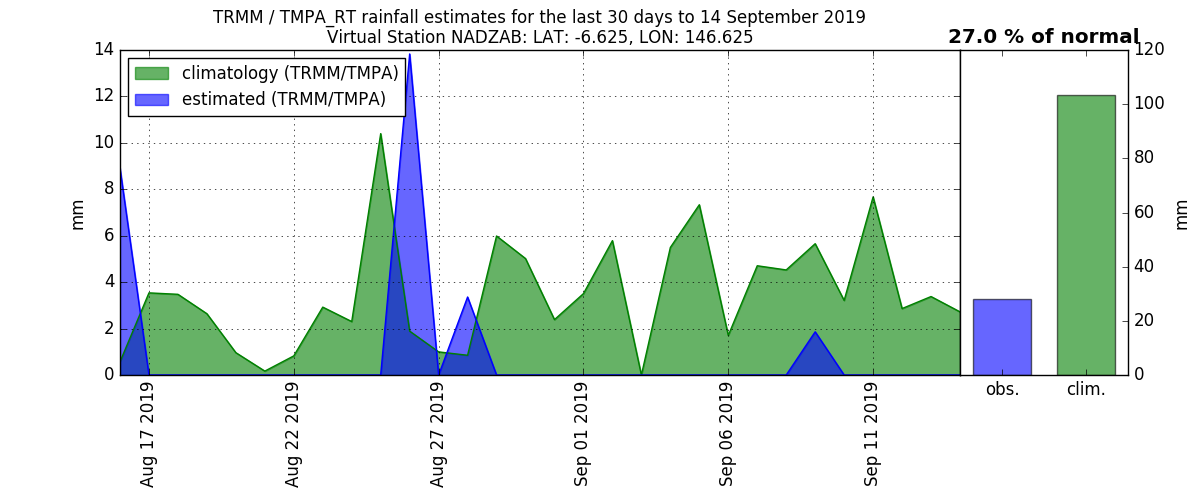 TRMM / TMPA_RT rainfall estimates for the last 30 days to 14 September 2019
Virtual Station NADZAB: LAT: -6.625, LON: 146.625
27.0 % of normal
climatology (TRMM/TMPA)
estimated (TRMM/TMPA)
14
12
10
8
6
4
2
0
mm
Aug 17 2019
Aug 22 2019
Aug 27 2019
Sep 01 2019
Sep 06 2019
Sep 11 2019
120
100
80
60
40
20
0
mm
obs.
clim.